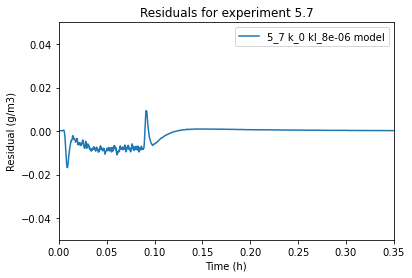 Residuals for experiment 5.7
5_7 k_0 kl_8e-06 model
Residual (g/m3)
0.04
0.02
0.00
−0.02
−0.04
0.00 0.05 0.10 0.15 0.20 0.25 0.30 0.35
Time (h)